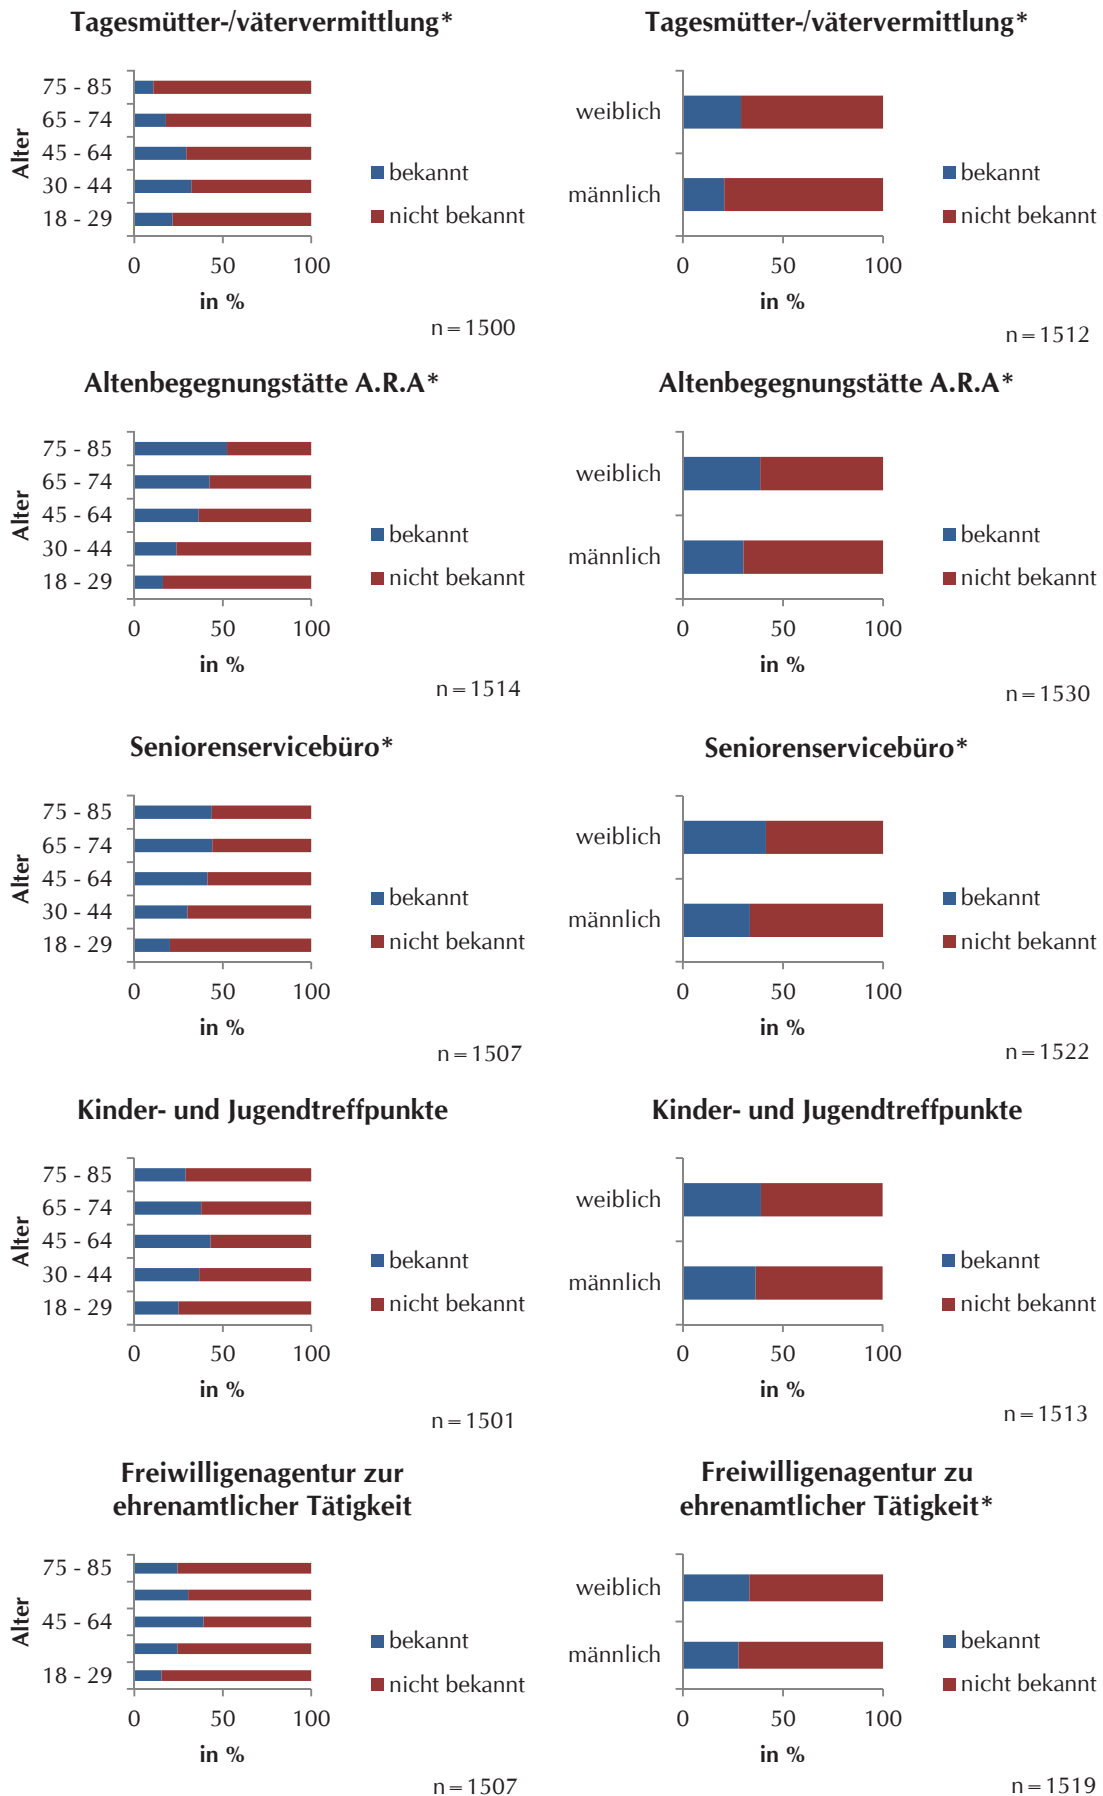 Tagesmütter-/vätervermittlung*
Alter
75 - 85
65 - 74
45 - 64
30 - 44
18 - 29
0 50 100
in %
bekannt
nicht bekannt
n = 1500
Tagesmütter-/vätervermittlung*
weiblich
männlich
0 50 100
in %
bekannt
nicht bekannt
n = 1512
Altenbegegnungstätte A.R.A*
Alter
75 - 85
65 - 74
45 - 64
30 - 44
18 - 29
0 50 100
in %
bekannt
nicht bekannt
n = 1514
Altenbegegnungstätte A.R.A*
weiblich
männlich
0 50 100
in %
bekannt
nicht bekannt
n = 1530
Seniorenservicebüro*
Alter
75 - 85
65 - 74
45 - 64
30 - 44
18 - 29
0 50 100
in %
bekannt
nicht bekannt
n = 1507
Seniorenservicebüro*
weiblich
männlich
0 50 100
in %
bekannt
nicht bekannt
n = 1522
Kinder- und Jugendtreffpunkte
Alter
75 - 85
65 - 74
45 - 64
30 - 44
18 - 29
0 50 100
in %
bekannt
nicht bekannt
n = 1501
Kinder- und Jugendtreffpunkte
weiblich
männlich
0 50 100
in %
bekannt
nicht bekannt
n = 1513
Freiwilligenagentur zur
ehrenamtlicher Tätigkeit
Alter
75 - 85
45 - 64
18 - 29
0 50 100
in %
bekannt
nicht bekannt
n = 1507
Freiwilligenagentur zu
ehrenamtlicher Tätigkeit*
weiblich
männlich
0 50 100
in %
bekannt
nicht bekannt
n = 1519